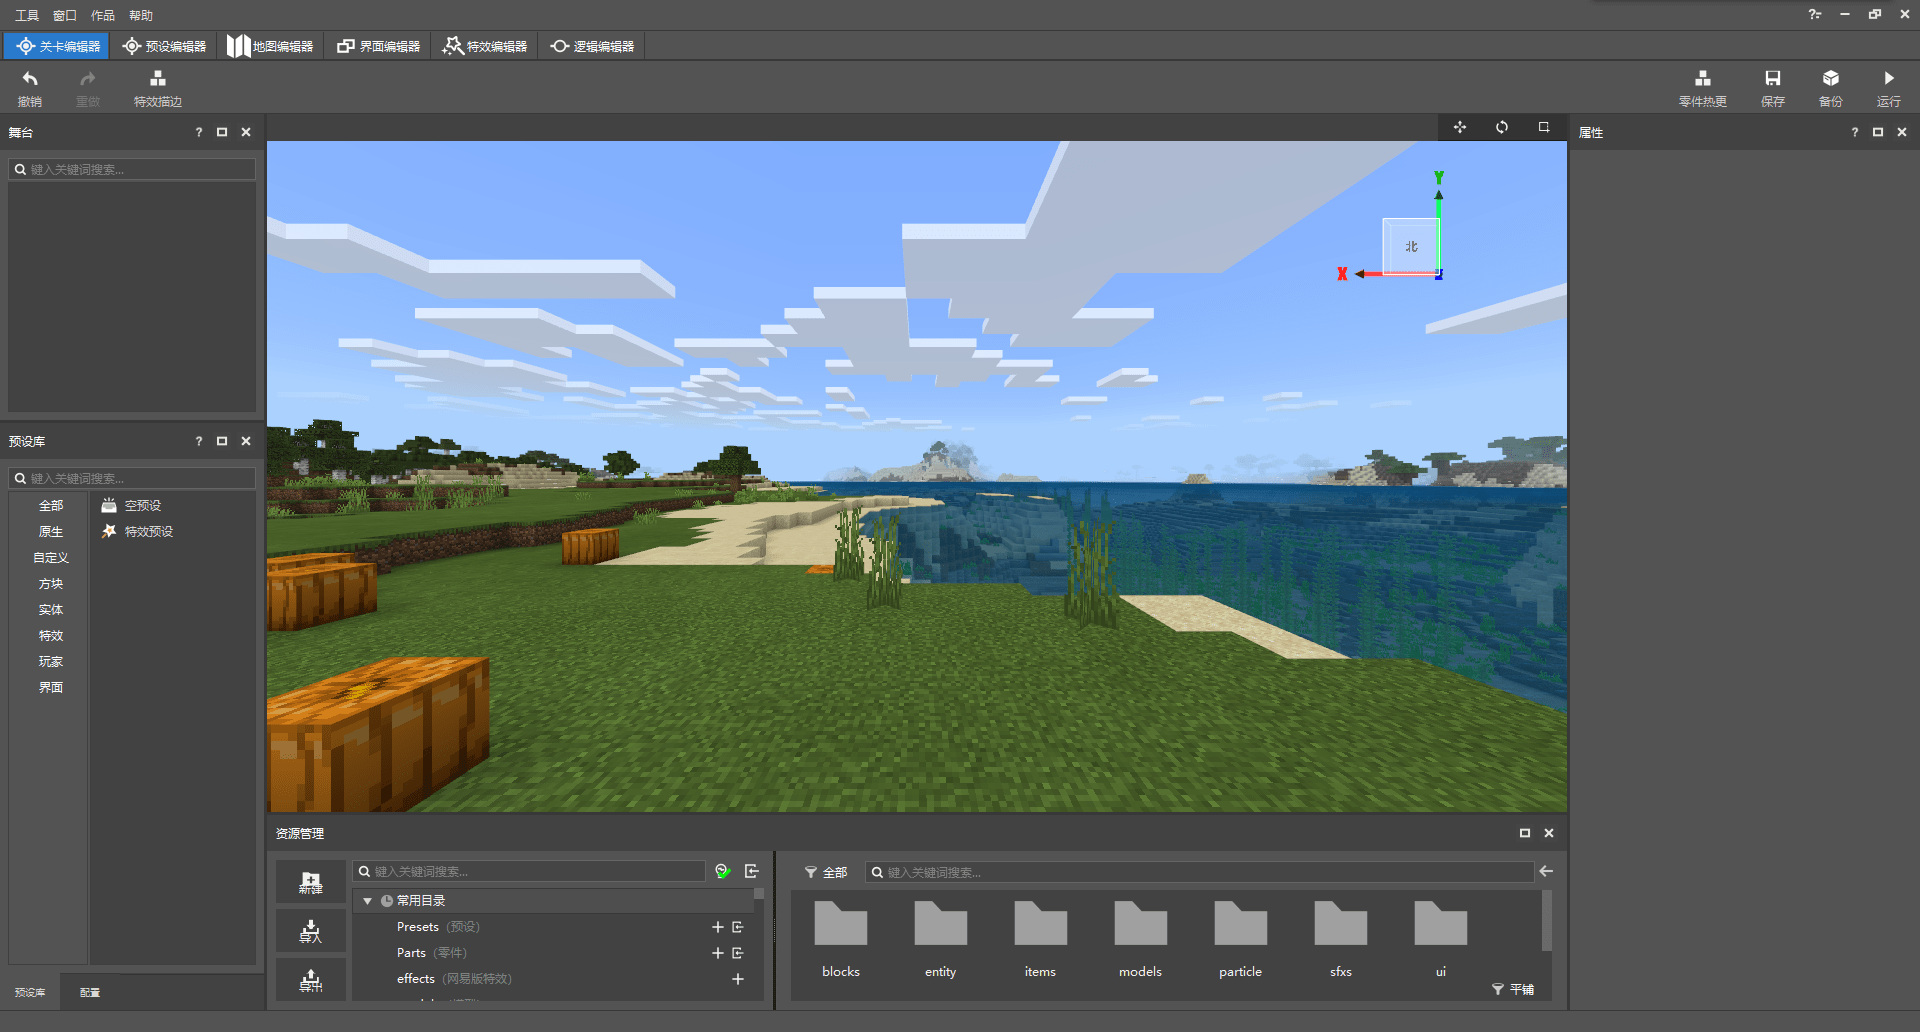 工具 窗口 作品 帮助
关卡编辑器 预设编辑器 地图编辑器 界面编辑器 特效编辑器 逻辑编辑器
撤销 重做 特效描边 零件热更 保存 备份 运行
舞台
键入关键词搜索...
属性
Y
北
X
预设库
键入关键词搜索...
全部
原生
自定义
方块
实体
特效
玩家
界面
空预设
特效预设
预设库 配置
资源管理
新建
导入
导出
键入关键词搜索...
常用目录
Presets (预设)
Parts (零件)
effects (网易版特效)
全部
键入关键词搜索...
blocks entity items models particle sfxs ui
平铺